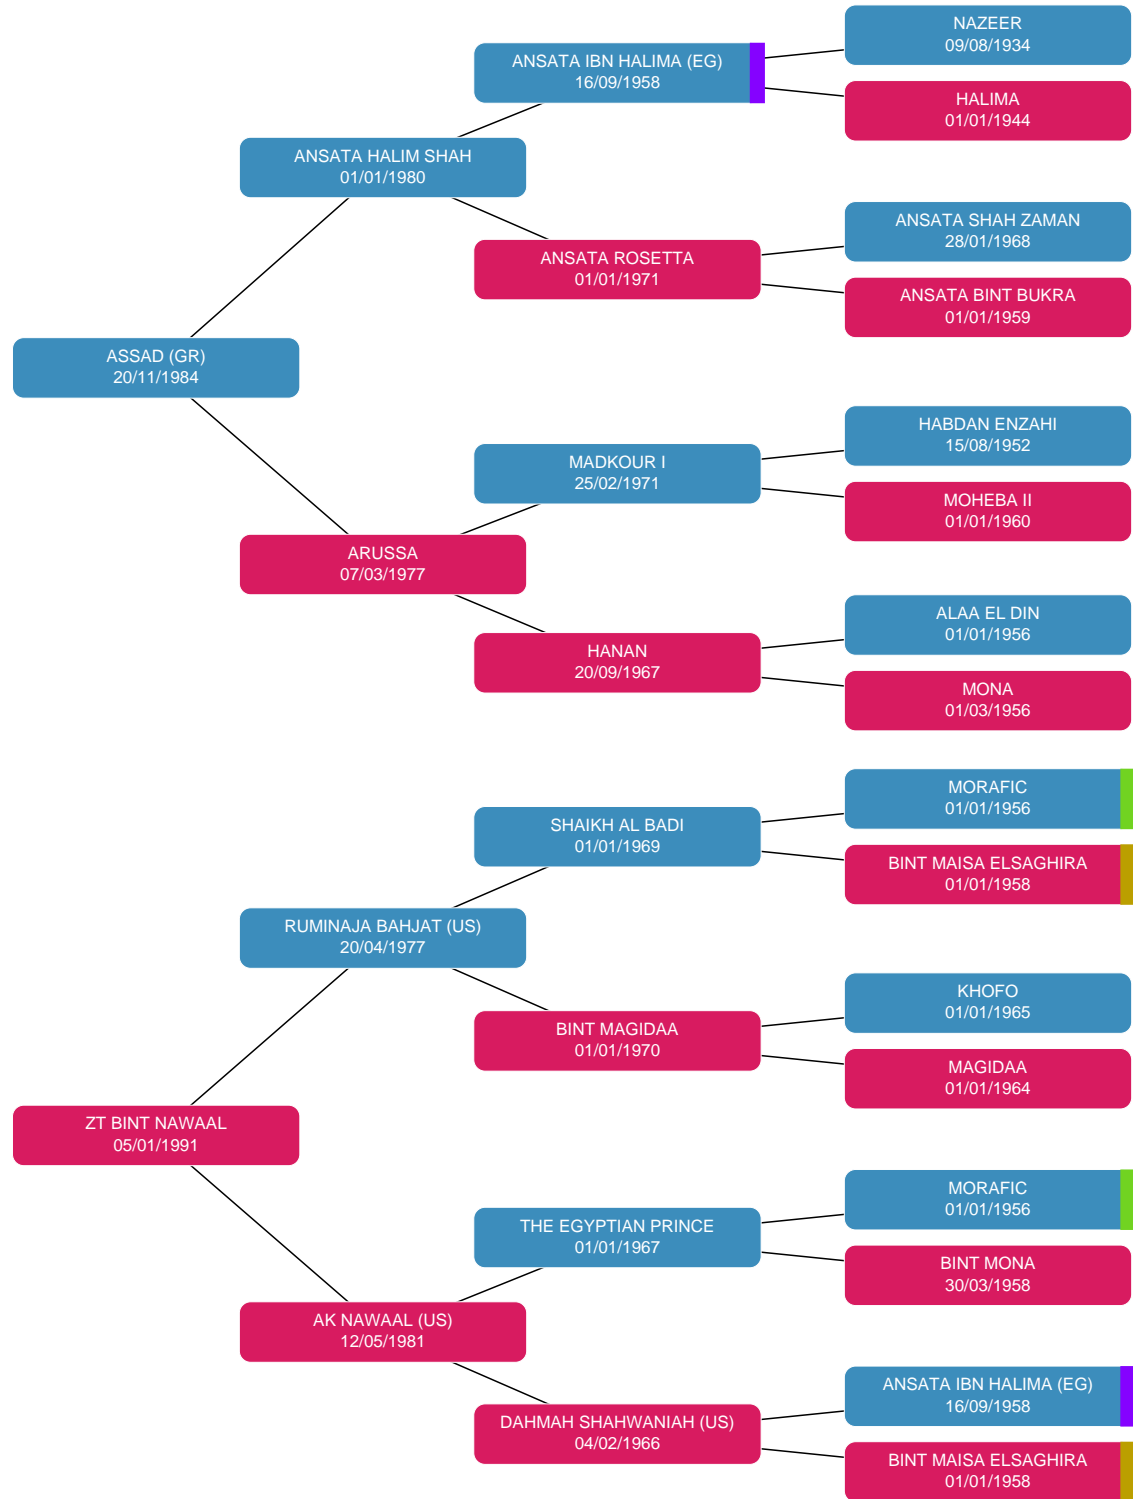 NAZEER
09/08/1934
ANSATA IBN HALIMA (EG)
16/09/1958
HALIMA
01/01/1944
ANSATA HALIM SHAH
01/01/1980
ANSATA SHAH ZAMAN
28/01/1968
ANSATA ROSETTA
01/01/1971
ANSATA BINT BUKRA
01/01/1959
ASSAD (GR)
20/11/1984
HABDAN ENZAHI
15/08/1952
MADKOUR I
25/02/1971
MOHEBA II
01/01/1960
ARUSSA
07/03/1977
ALAA EL DIN
01/01/1956
HANAN
20/09/1967
MONA
01/03/1956
MORAFIC
01/01/1956
SHAIKH AL BADI
01/01/1969
BINT MAISA ELSAGHIRA
01/01/1958
RUMINAJA BAHJAT (US)
20/04/1977
KHOFO
01/01/1965
BINT MAGIDAA
01/01/1970
MAGIDAA
01/01/1964
ZT BINT NAWAAL
05/01/1991
MORAFIC
01/01/1956
THE EGYPTIAN PRINCE
01/01/1967
BINT MONA
30/03/1958
AK NAWAAL (US)
12/05/1981
ANSATA IBN HALIMA (EG)
16/09/1958
DAHMAH SHAHWANIAH (US)
04/02/1966
BINT MAISA ELSAGHIRA
01/01/1958